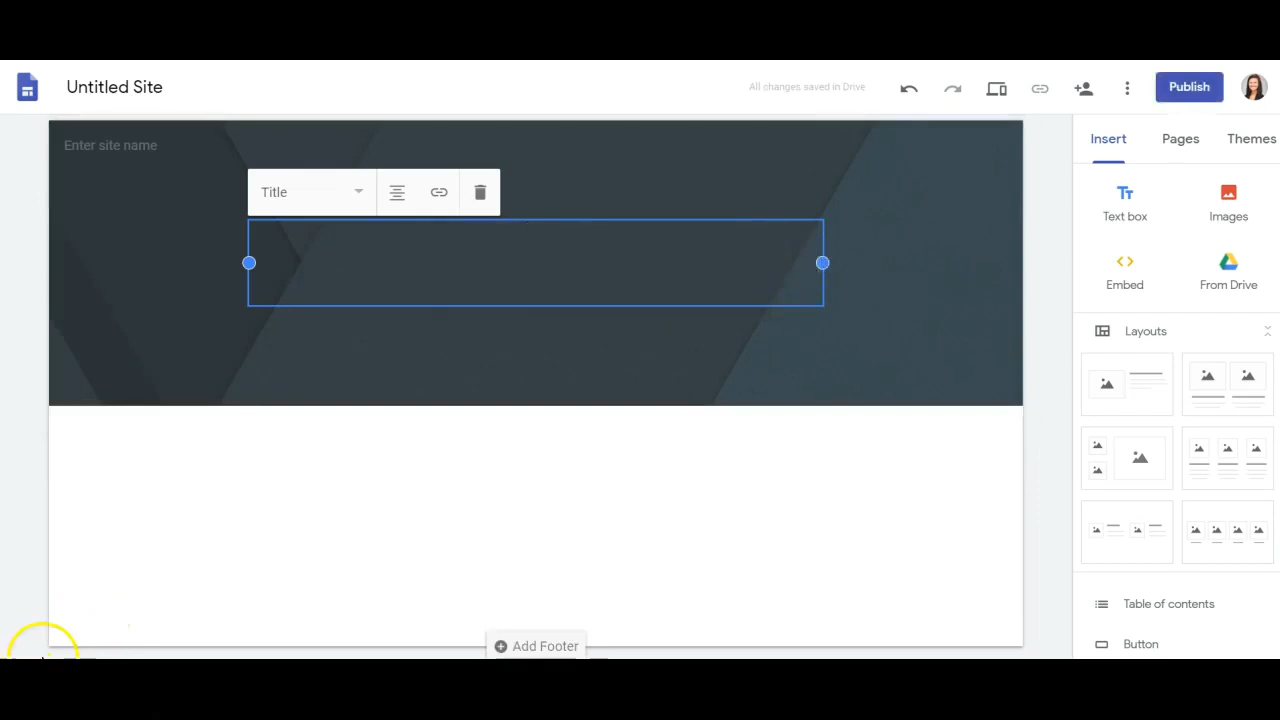 Untitled Site
All changes saved in Drive
Publish
Enter site name
Title
Insert
Pages
Themes
Tt
Text box
Images
Embed
From Drive
Layouts
Table of contents
Button
Add Footer